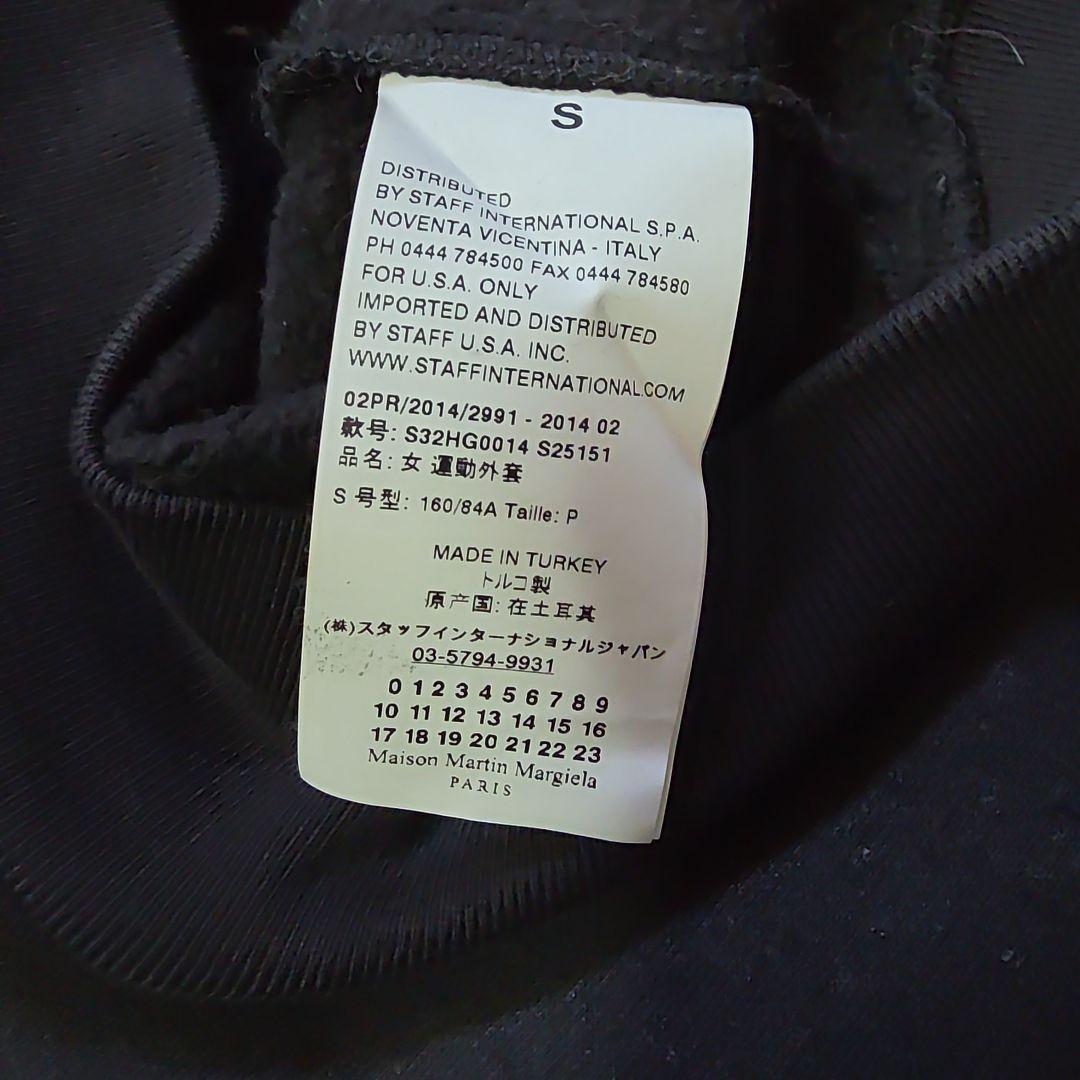 S
DISTRIBUTED
BY STAFF INTERNATIONAL S.P.A.
NOVENTA VICENTINA - ITALY
PH 0444 784500 FAX 0444 784580
FOR U.S.A. ONLY
IMPORTED AND DISTRIBUTED
BY STAFF U.S.A. INC.
WWW.STAFFINTERNATIONAL.COM
02PR/2014/2991 - 2014 02
款号: S32HG0014 S25151
品名: 女 運動外套
S 号型: 160/84A Taille: P
MADE IN TURKEY
トルコ製
原产国: 在土耳其
(株)スタッフインターナショナルジャパン
03-5794-9931
0 1 2 3 4 5 6 7 8 9
10 11 12 13 14 15 16
17 18 19 20 21 22 23
Maison Martin Margiela
PARIS